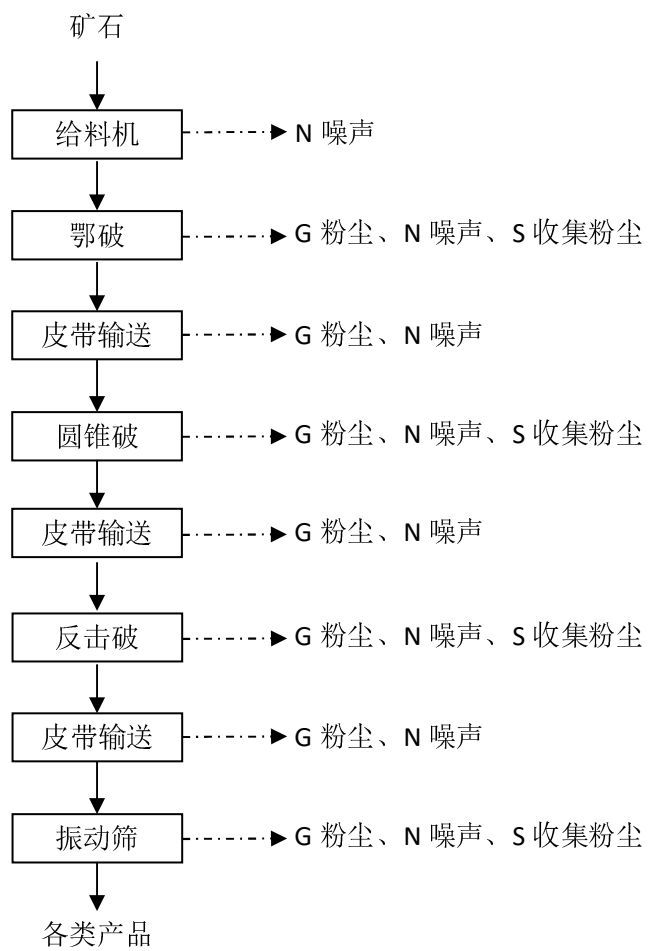 矿石
给料机 N 噪声
鄂破 G 粉尘、N 噪声、S 收集粉尘
皮带输送 G 粉尘、N 噪声
圆锥破 G 粉尘、N 噪声、S 收集粉尘
皮带输送 G 粉尘、N 噪声
反击破 G 粉尘、N 噪声、S 收集粉尘
皮带输送 G 粉尘、N 噪声
振动筛 G 粉尘、N 噪声、S 收集粉尘
各类产品